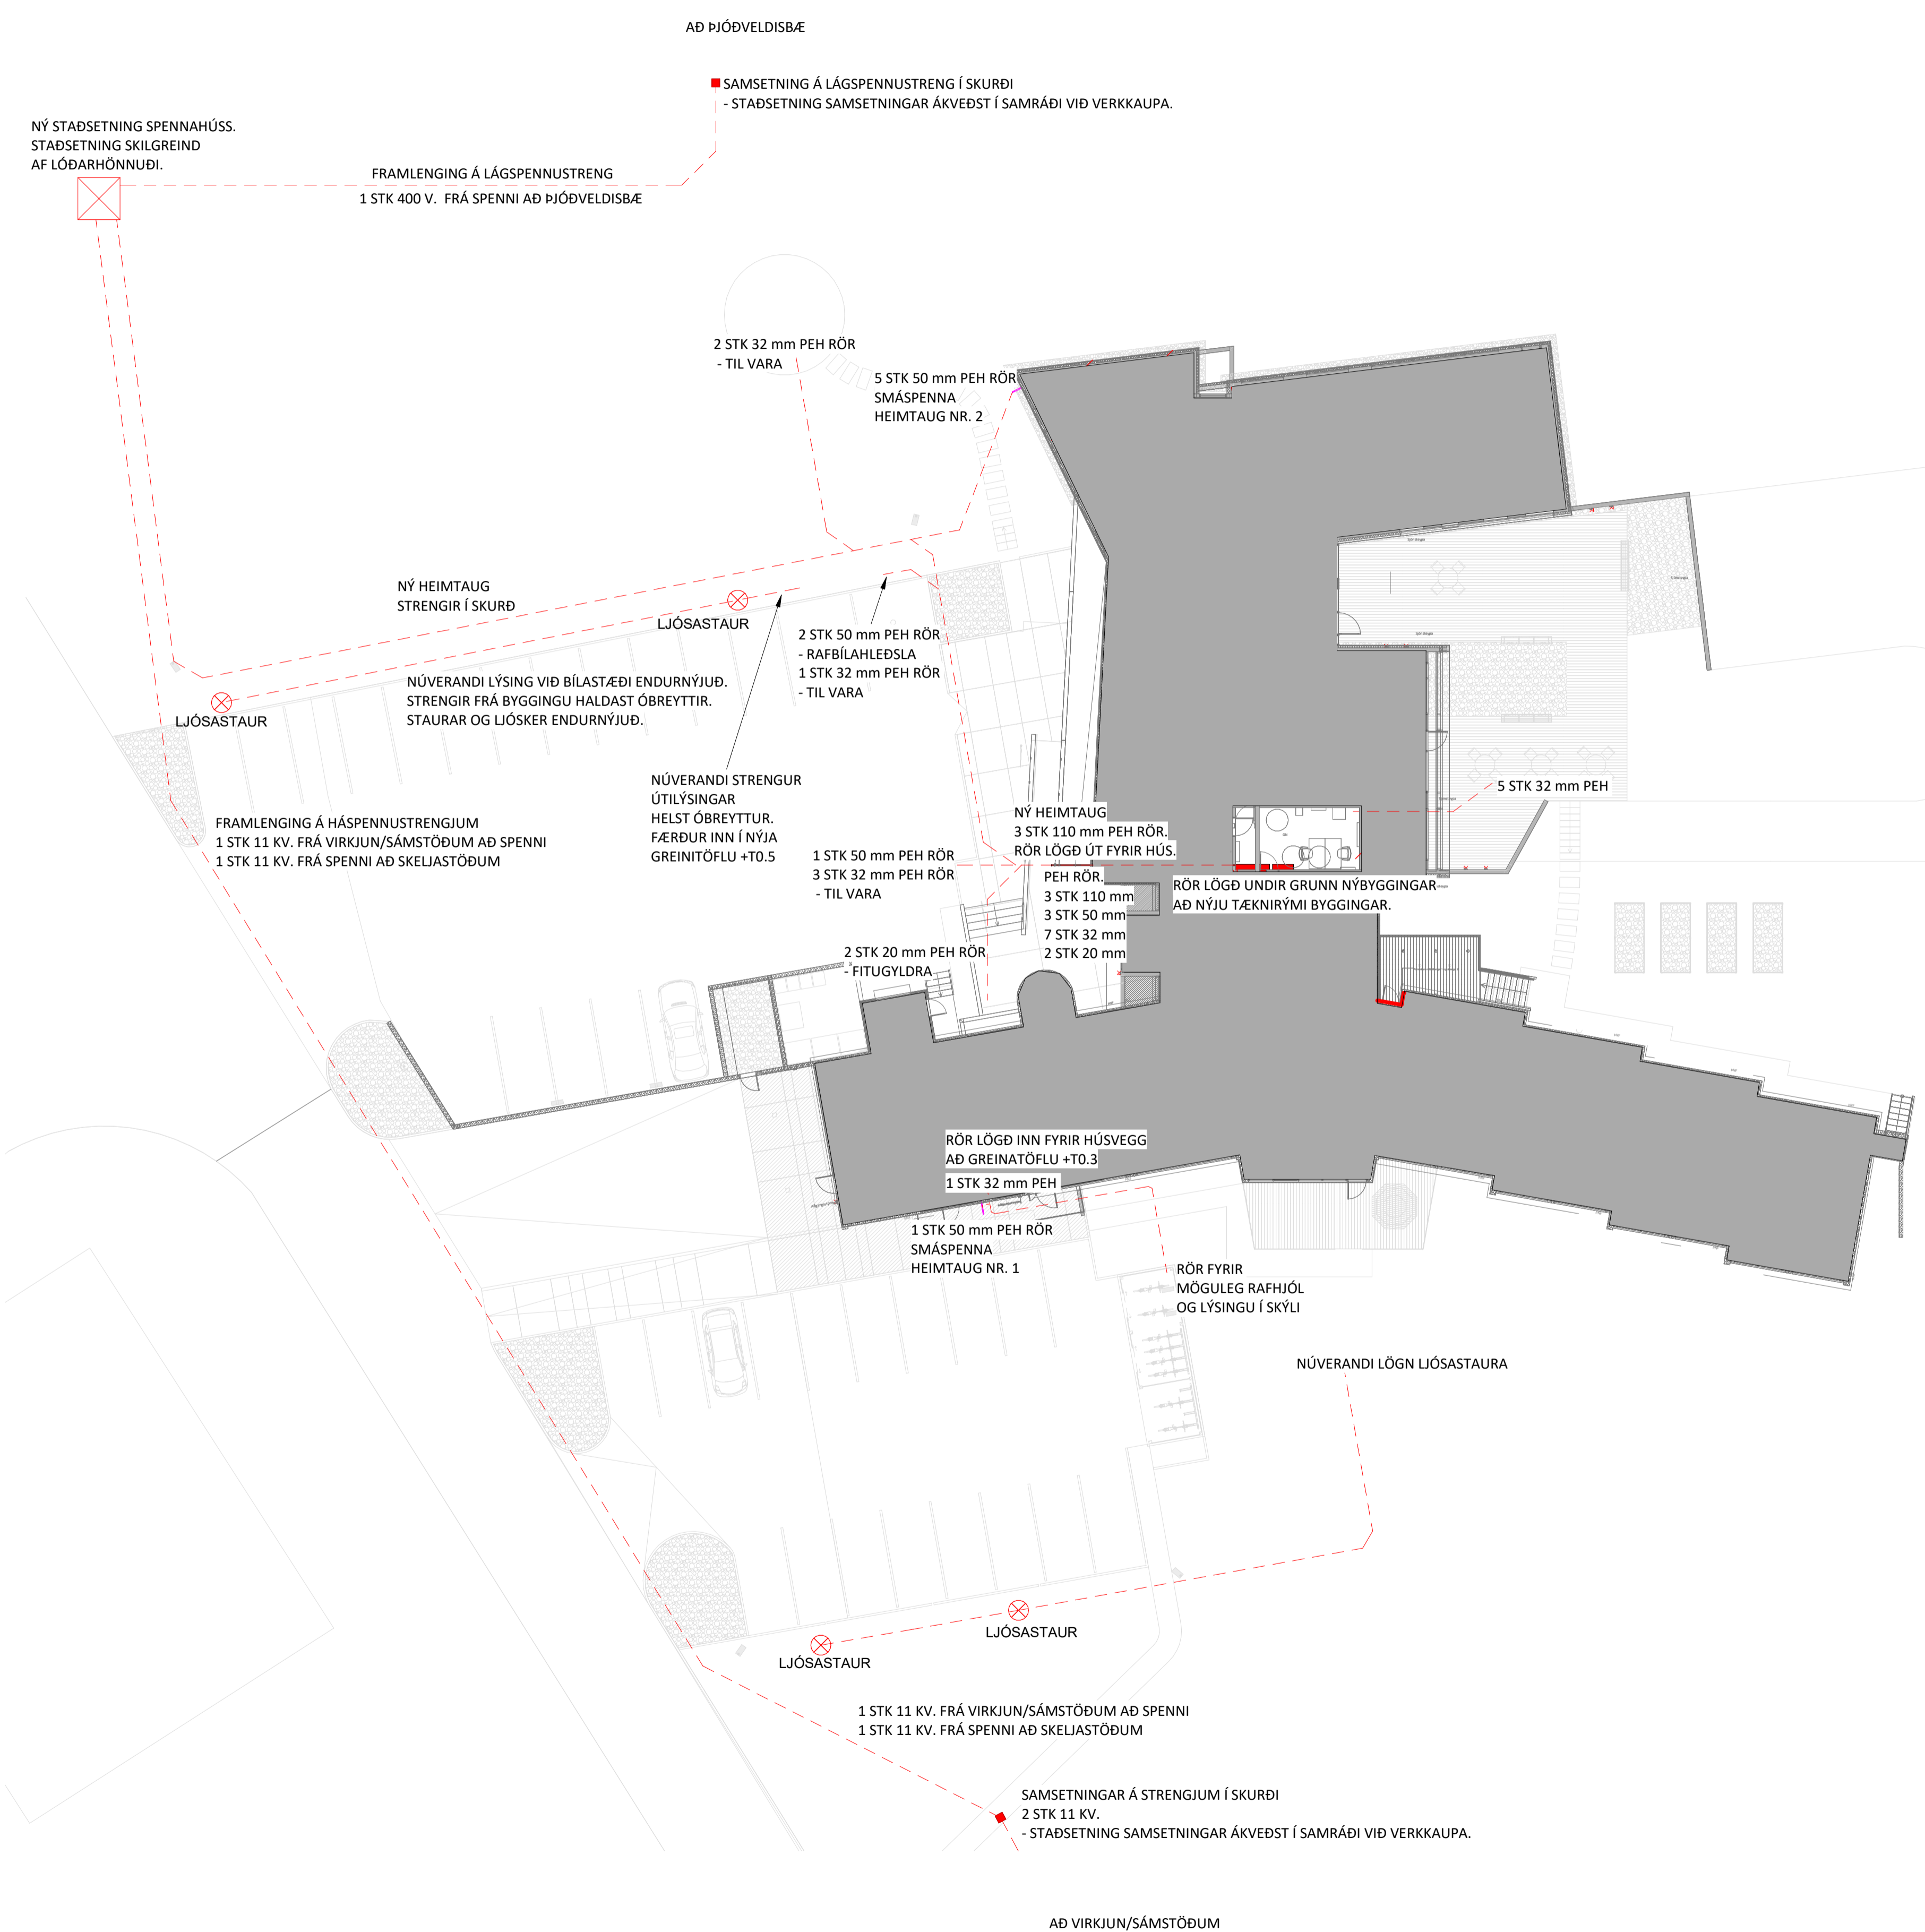 AÐ ÞJÓÐVELDISBÆ
SAMSETNING Á LÁGSPENNUSTRENG Í SKURÐI
- STAÐSETNING SAMSETNINGAR ÁKVEÐST Í SAMRÁÐI VIÐ VERKKAUPA.
NÝ STAÐSETNING SPENNAHÚSS.
STAÐSETNING SKILGREIND
AF LÓÐARHÖNNUÐI.
FRAMLENGING Á LÁGSPENNUSTRENG
1 STK 400 V. FRÁ SPENNI AÐ ÞJÓÐVELDISBÆ
2 STK 32 mm PEH RÖR
- TIL VARA
5 STK 50 mm PEH RÖR
SMÁSPENNA
HEIMTAUG NR. 2
NÝ HEIMTAUG
STRENGIR Í SKURÐ
LJÓSASTAUR
2 STK 50 mm PEH RÖR
- RAFBÍLAHLEÐSLA
1 STK 32 mm PEH RÖR
- TIL VARA
NÚVERANDI LÝSING VIÐ BÍLASTÆÐI ENDURNÝJUÐ.
STRENGIR FRÁ BYGGINGU HALDAST ÓBREYTTIR.
STAURAR OG LJÓSKER ENDURNÝJUÐ.
LJÓSASTAUR
NÚVERANDI STRENGUR
ÚTILÝSINGAR
HELST ÓBREYTTUR.
FÆRÐUR INN Í NÝJA
GREINITÖFLU +T0.5
5 STK 32 mm PEH
FRAMLENGING Á HÁSPENNUSTRENGJUM
1 STK 11 KV. FRÁ VIRKJUN/SÁMSTÖÐUM AÐ SPENNI
1 STK 11 KV. FRÁ SPENNI AÐ SKELJASTÖÐUM
NÝ HEIMTAUG
3 STK 110 mm PEH RÖR.
RÖR LÖGÐ ÚT FYRIR HÚS.
1 STK 50 mm PEH RÖR
3 STK 32 mm PEH RÖR
- TIL VARA
PEH RÖR.
3 STK 110 mm
3 STK 50 mm
7 STK 32 mm
2 STK 20 mm
RÖR LÖGÐ UNDIR GRUNN NÝBYGGINGAR
AÐ NÝJU TÆKNIRÝMI BYGGINGAR.
2 STK 20 mm PEH RÖR
- FITUGYLDRA
RÖR LÖGÐ INN FYRIR HÚSVEGG
AÐ GREINATÖFLU +T0.3
1 STK 32 mm PEH
1 STK 50 mm PEH RÖR
SMÁSPENNA
HEIMTAUG NR. 1
RÖR FYRIR
MÖGULEG RAFHJÓL
OG LÝSINGU Í SKÝLI
NÚVERANDI LÖGN LJÓSASTAURA
LJÓSASTAUR
LJÓSASTAUR
1 STK 11 KV. FRÁ VIRKJUN/SÁMSTÖÐUM AÐ SPENNI
1 STK 11 KV. FRÁ SPENNI AÐ SKELJASTÖÐUM
SAMSETNINGAR Á STRENGJUM Í SKURÐI
2 STK 11 KV.
- STAÐSETNING SAMSETNINGAR ÁKVEÐST Í SAMRÁÐI VIÐ VERKKAUPA.
AÐ VIRKJUN/SÁMSTÖÐUM